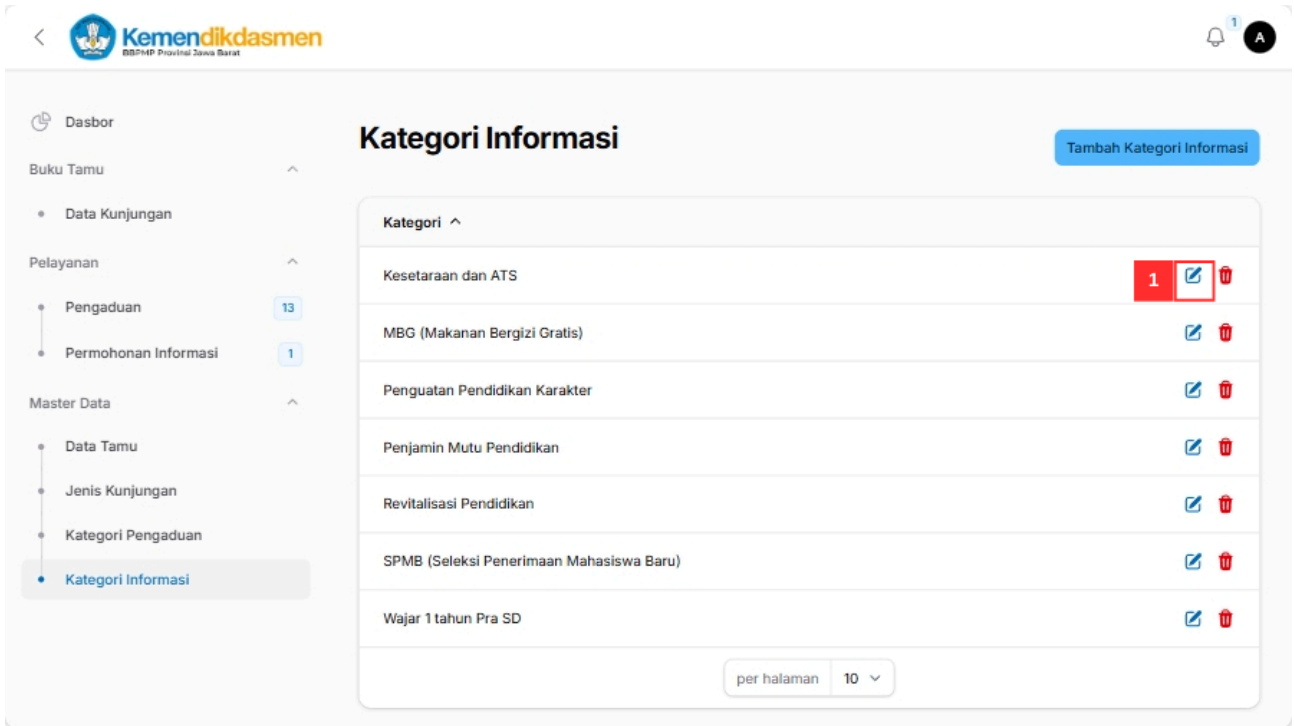 Kemendikdasmen
BBPMP Provinsi Jawa Barat
1
A
Dasbor
Buku Tamu
Data Kunjungan
Pelayanan
Pengaduan 13
Permohonan Informasi 1
Master Data
Data Tamu
Jenis Kunjungan
Kategori Pengaduan
Kategori Informasi
Kategori Informasi
Tambah Kategori Informasi
Kategori
Kesetaraan dan ATS
1
MBG (Makanan Bergizi Gratis)
Penguatan Pendidikan Karakter
Penjamin Mutu Pendidikan
Revitalisasi Pendidikan
SPMB (Seleksi Penerimaan Mahasiswa Baru)
Wajar 1 tahun Pra SD
per halaman 10